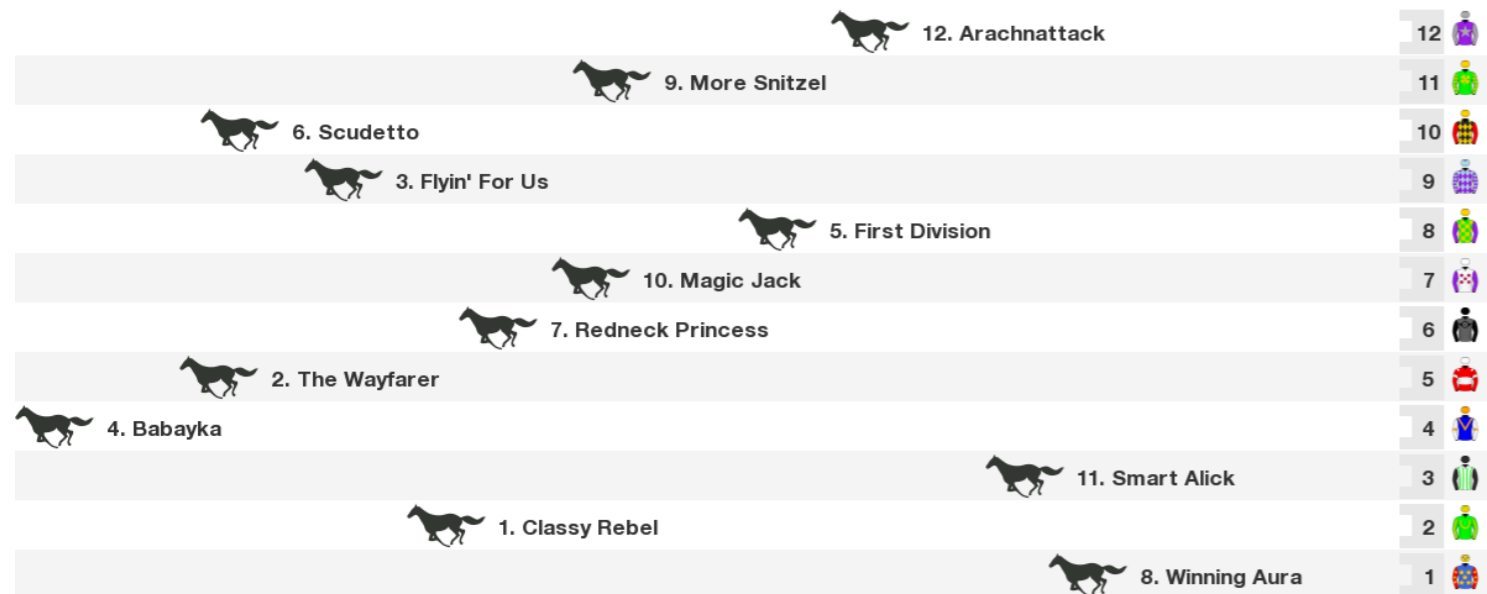 12. Arachnattack 12
9. More Snitzel 11
6. Scudetto 10
3. Flyin' For Us 9
5. First Division 8
10. Magic Jack 7
7. Redneck Princess 6
2. The Wayfarer 5
4. Babayka 4
11. Smart Alick 3
1. Classy Rebel 2
8. Winning Aura 1